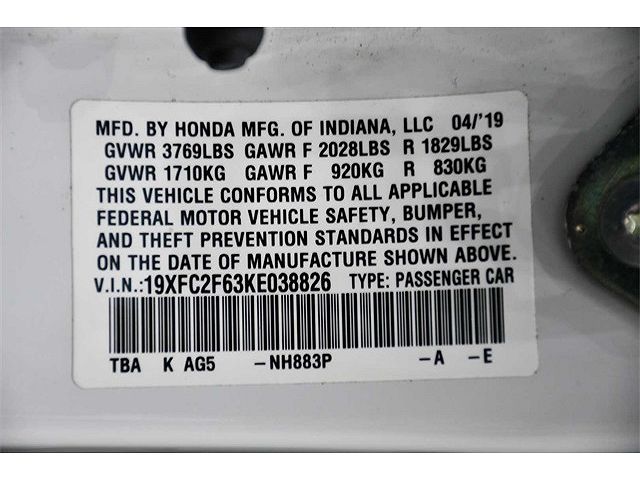 MFD. BY HONDA MFG. OF INDIANA, LLC 04/'19
GVWR 3769LBS GAWR F 2028LBS R 1829LBS
GVWR 1710KG GAWR F 920KG R 830KG
THIS VEHICLE CONFORMS TO ALL APPLICABLE
FEDERAL MOTOR VEHICLE SAFETY, BUMPER,
AND THEFT PREVENTION STANDARDS IN EFFECT
ON THE DATE OF MANUFACTURE SHOWN ABOVE.
V.I.N.:19XFC2F63KE038826 TYPE: PASSENGER CAR
TBA K AG5 -NH883P -A -E